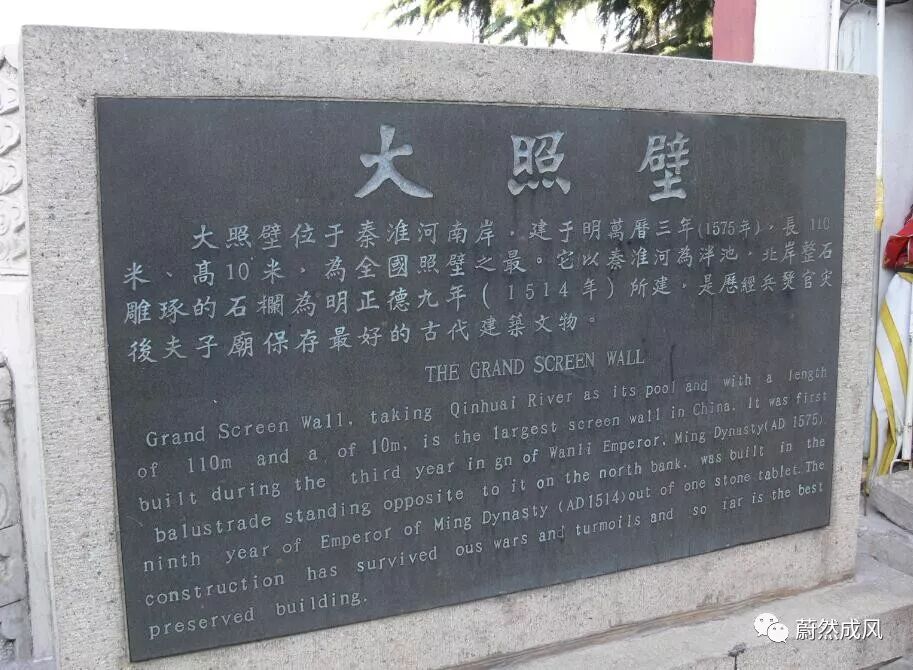 大照壁
大照壁位于秦淮河南岸，建于明萬曆三年(1575年)，長110
米、高10米，為全國照壁之最。它以秦淮河為泮池，北岸整石
雕琢的石欄為明正德九年(1514年)所建，是歷經兵燹官灾
後夫子廟保存最好的古代建築文物。
THE GRAND SCREEN WALL
Grand Screen Wall, taking Qinhuai River as its pool and with a length
of 110m and a of 10m, is the largest screen wall in China. It was first
built during the third year in gn of Wanli Emperor, Ming Dynasty(AD 1575).
balustrade standing opposite to it on the north bank, was built in the
ninth year of Emperor of Ming Dynasty (AD1514)out of one stone tablet.The
construction has survived ous wars and turmoils and so far is the best
preserved building.
蔚然成风